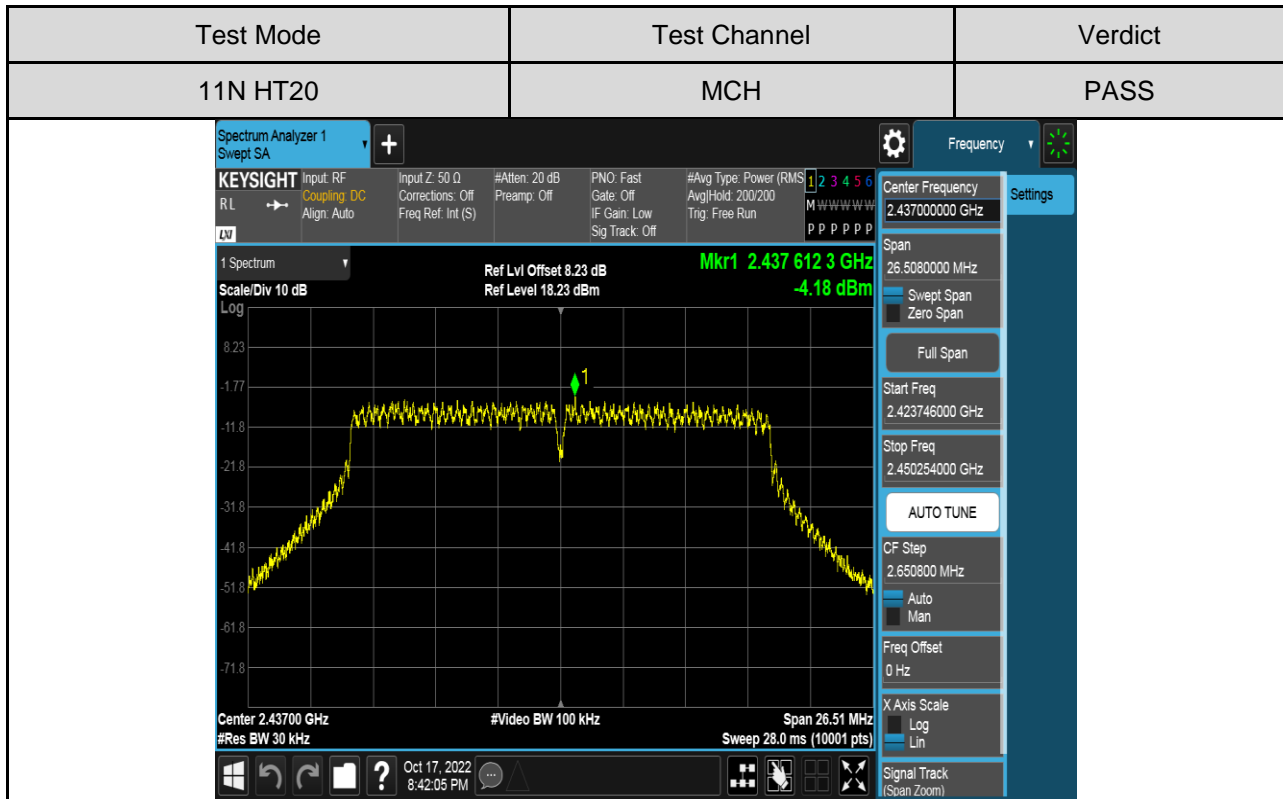 Test Mode Test Channel Verdict
11N HT20 MCH PASS
Spectrum Analyzer 1
Swept SA
Frequency
Settings
KEYSIGHT
RL
LXI
Input: RF
Coupling: DC
Align: Auto
Input Z: 50 Ω
Corrections: Off
Freq Ref: Int (S)
#Atten: 20 dB
Preamp: Off
PNO: Fast
Gate: Off
IF Gain: Low
Sig Track: Off
#Avg Type: Power (RMS
Avg|Hold: 200/200
Trig: Free Run
1 2 3 4 5 6
M W W W W W
P P P P P P
1 Spectrum
Scale/Div 10 dB
Log
Ref Lvl Offset 8.23 dB
Ref Level 18.23 dBm
Mkr1 2.437 612 3 GHz
-4.18 dBm
8.23
-1.77
-11.8
-21.8
-31.8
-41.8
-51.8
-61.8
-71.8
1
Center 2.43700 GHz
#Res BW 30 kHz
#Video BW 100 kHz
Span 26.51 MHz
Sweep 28.0 ms (10001 pts)
Center Frequency
2.437000000 GHz
Span
26.5080000 MHz
Swept Span
Zero Span
Full Span
Start Freq
2.423746000 GHz
Stop Freq
2.450254000 GHz
AUTO TUNE
CF Step
2.650800 MHz
Auto
Man
Freq Offset
0 Hz
X Axis Scale
Log
Lin
Signal Track
(Span Zoom)
?
Oct 17, 2022
8:42:05 PM